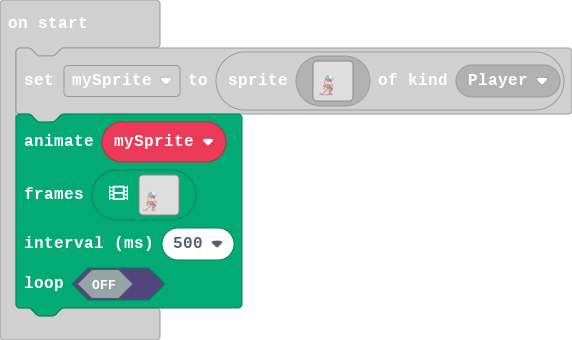 on start
set mySprite to sprite of kind Player
animate mySprite
frames
interval (ms) 500
loop OFF